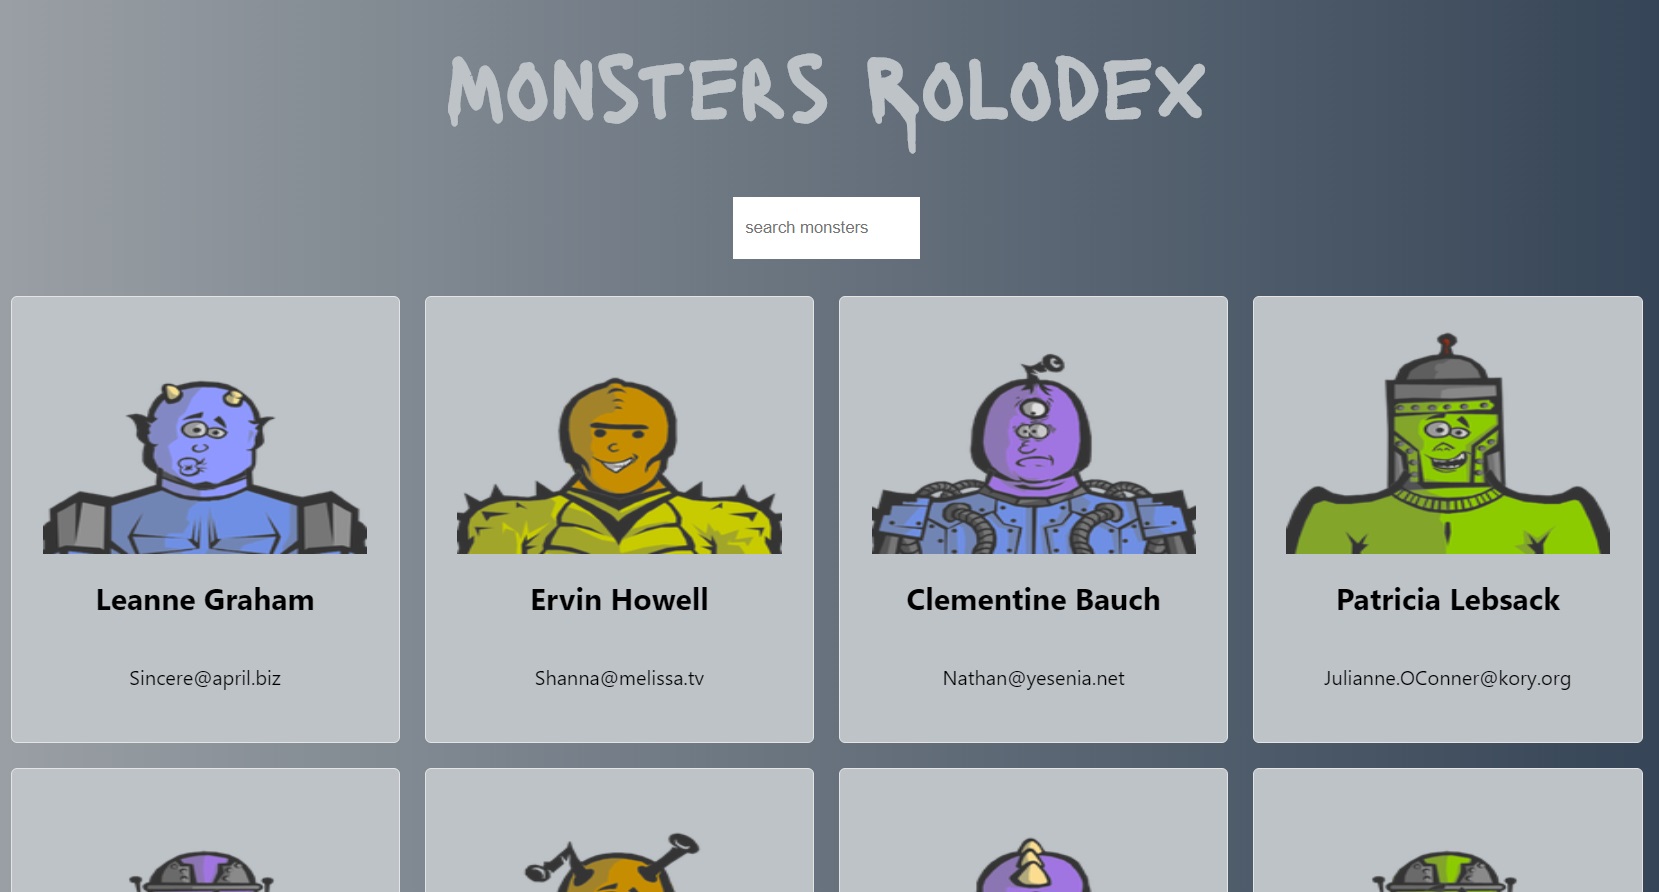 Monsters Rolodex
search monsters
Leanne Graham
Ervin Howell
Clementine Bauch
Patricia Lebsack
Sincere@april.biz
Shanna@melissa.tv
Nathan@yesenia.net
Julianne.OConner@kory.org